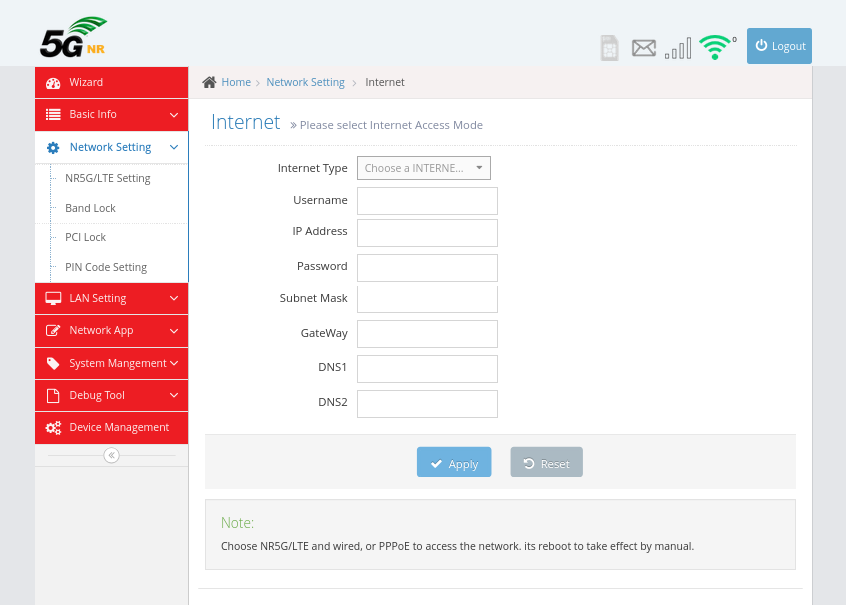 5G NR
0
Logout
Wizard
Home > Network Setting > Internet
Basic Info
Internet » Please select Internet Access Mode
Network Setting
Internet Type Choose a INTERNE...
NR5G/LTE Setting
Username
Band Lock
IP Address
PCI Lock
Password
PIN Code Setting
LAN Setting
Subnet Mask
Network App
GateWay
System Mangement
DNS1
Debug Tool
DNS2
Device Management
Apply Reset
Note:
Choose NR5G/LTE and wired, or PPPoE to access the network. its reboot to take effect by manual.